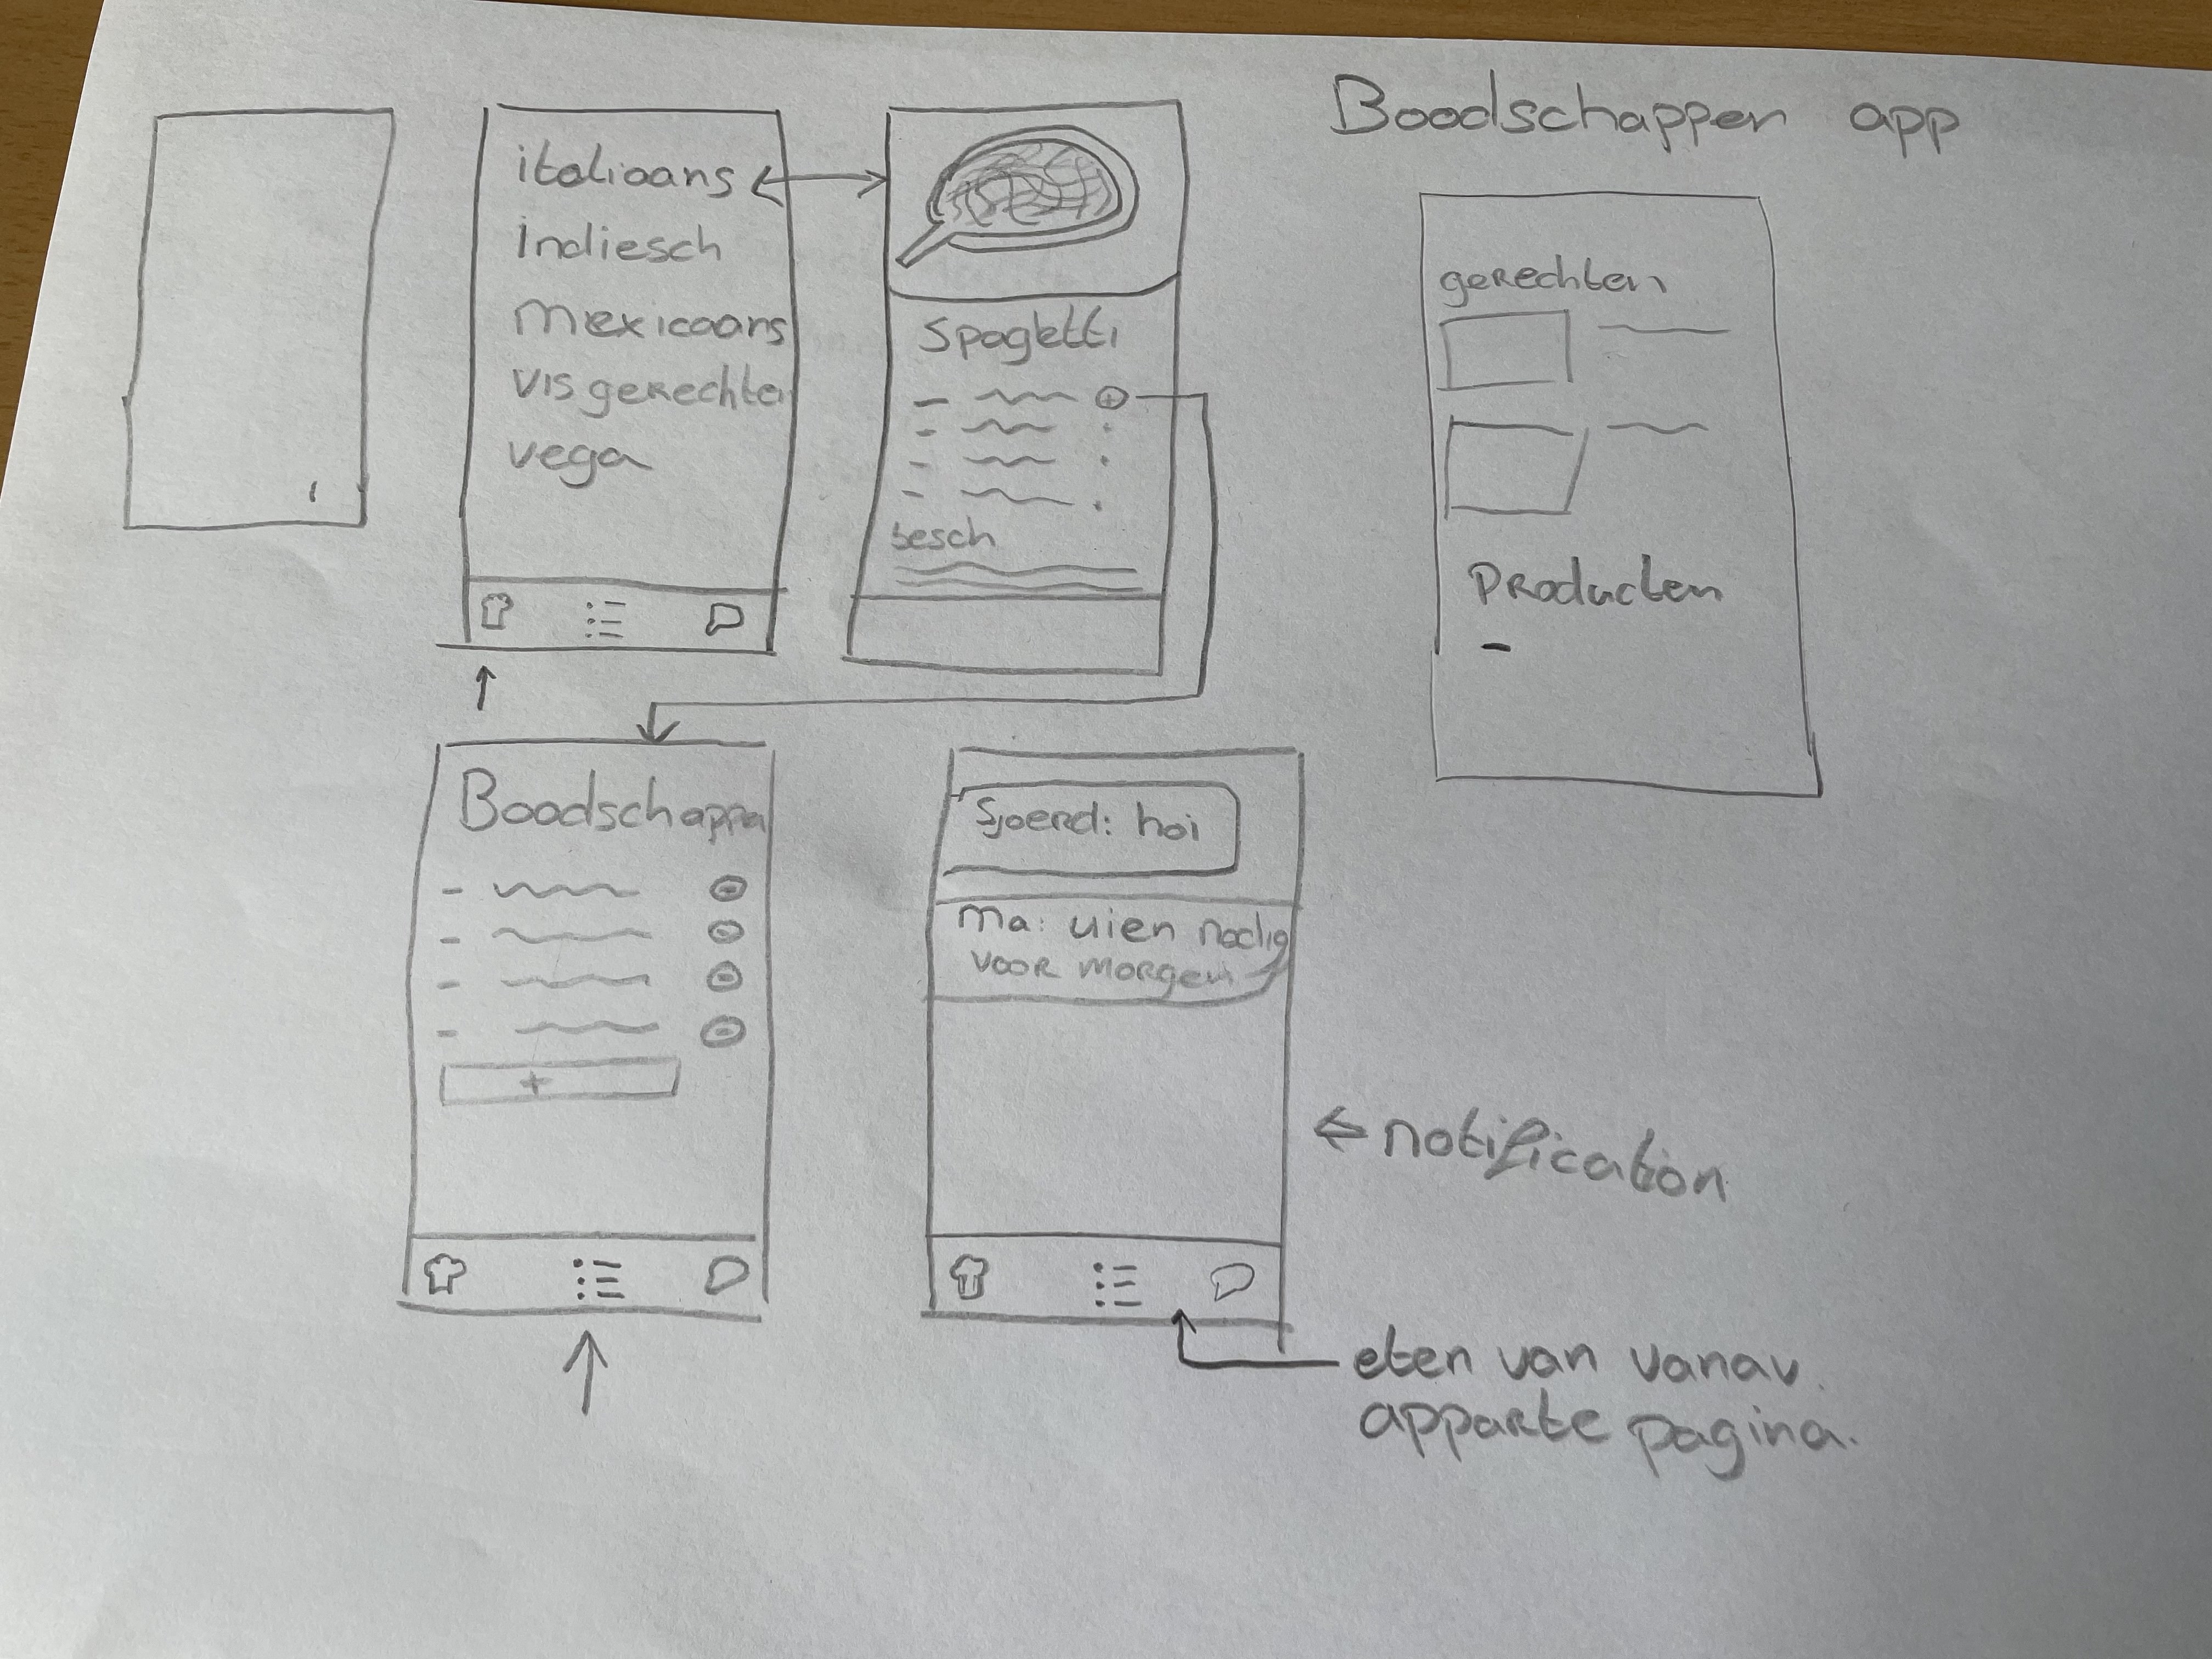 Boodschappen app
italiaans
indiesch
mexicaans
vis gerechten
vega
Spagletti
besch
gerechten
Producten
Boodschappen
Sjoerd: hoi
Ma: uien nodig
voor morgen
notification
eten van vanav.
apparte pagina.